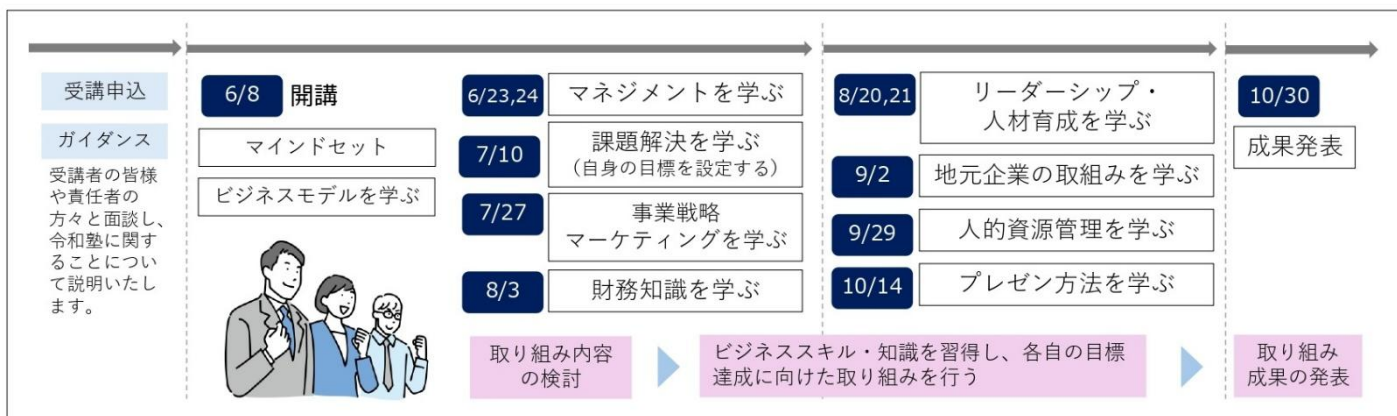 受講申込
ガイダンス
受講者の皆様
や責任者の
方々と面談し、
令和塾に関す
ることについ
て説明いたし
ます。
6/8 開講
マインドセット
ビジネスモデルを学ぶ
6/23,24 マネジメントを学ぶ
7/10 課題解決を学ぶ
(自身の目標を設定する)
7/27 事業戦略
マーケティングを学ぶ
8/3 財務知識を学ぶ
8/20,21 リーダーシップ・
人材育成を学ぶ
9/2 地元企業の取組みを学ぶ
9/29 人的資源管理を学ぶ
10/14 プレゼン方法を学ぶ
10/30
成果発表
取り組み内容
の検討
ビジネススキル・知識を習得し、各自の目標
達成に向けた取り組みを行う
取り組み
成果の発表